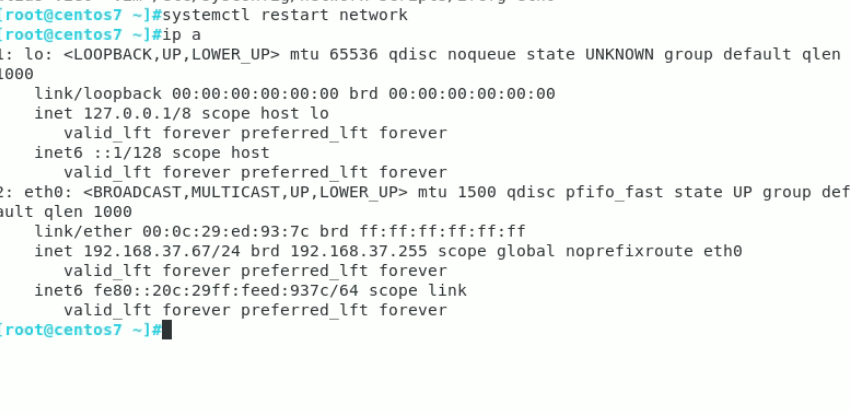 [root@centos7 ~]#systemctl restart network
[root@centos7 ~]#ip a
1: lo: <LOOPBACK,UP,LOWER_UP> mtu 65536 qdisc noqueue state UNKNOWN group default qlen
1000
    link/loopback 00:00:00:00:00:00 brd 00:00:00:00:00:00
    inet 127.0.0.1/8 scope host lo
       valid_lft forever preferred_lft forever
    inet6 ::1/128 scope host
       valid_lft forever preferred_lft forever
2: eth0: <BROADCAST,MULTICAST,UP,LOWER_UP> mtu 1500 qdisc pfifo_fast state UP group def
ault qlen 1000
    link/ether 00:0c:29:ed:93:7c brd ff:ff:ff:ff:ff:ff
    inet 192.168.37.67/24 brd 192.168.37.255 scope global noprefixroute eth0
       valid_lft forever preferred_lft forever
    inet6 fe80::20c:29ff:feed:937c/64 scope link
       valid_lft forever preferred_lft forever
[root@centos7 ~]#